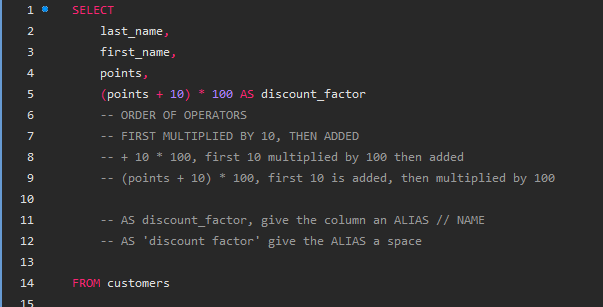 1 SELECT
2 last_name,
3 first_name,
4 points,
5 (points + 10) * 100 AS discount_factor
6 -- ORDER OF OPERATORS
7 -- FIRST MULTIPLIED BY 10, THEN ADDED
8 -- + 10 * 100, first 10 multiplied by 100 then added
9 -- (points + 10) * 100, first 10 is added, then multiplied by 100
10
11 -- AS discount_factor, give the column an ALIAS // NAME
12 -- AS 'discount factor' give the ALIAS a space
13
14 FROM customers
15